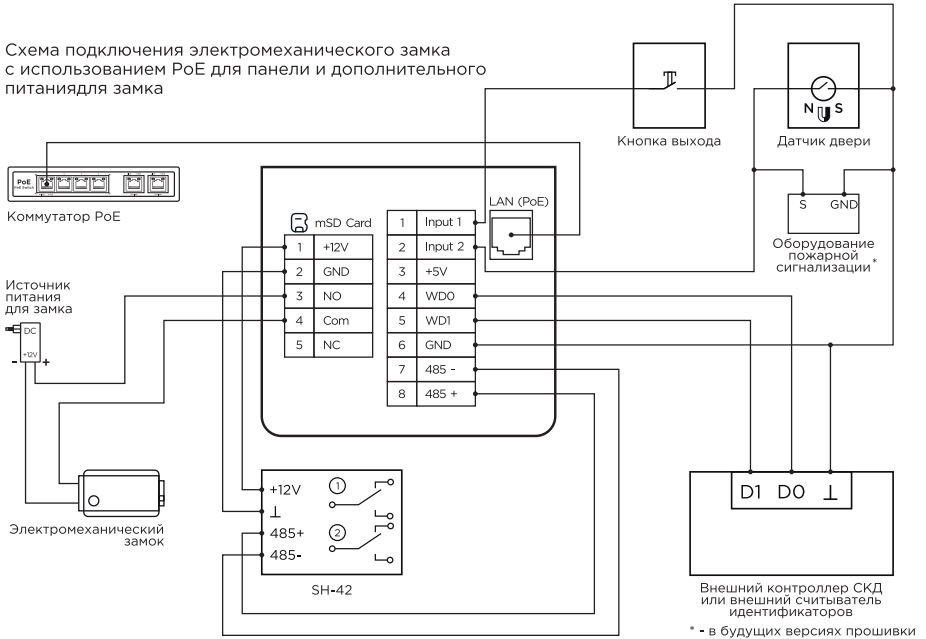 Схема подключения электромеханического замка
с использованием PoE для панели и дополнительного
питаниядля замка
Кнопка выхода
N S
Датчик двери
PoE
PoE Switch
Коммутатор PoE
S GND
Оборудование
пожарной
сигнализации*
LAN (PoE)
mSD Card
1 +12V
2 GND
3 NO
4 Com
5 NC
1 Input 1
2 Input 2
3 +5V
4 WD0
5 WD1
6 GND
7 485 -
8 485 +
Источник
питания
для замка
DC
+12V
- +
Электромеханический
замок
+12V
⊥
485+
485-
1
2
SH-42
D1 D0 ⊥
Внешний контроллер СКД
или внешний считыватель
идентификаторов
* - в будущих версиях прошивки